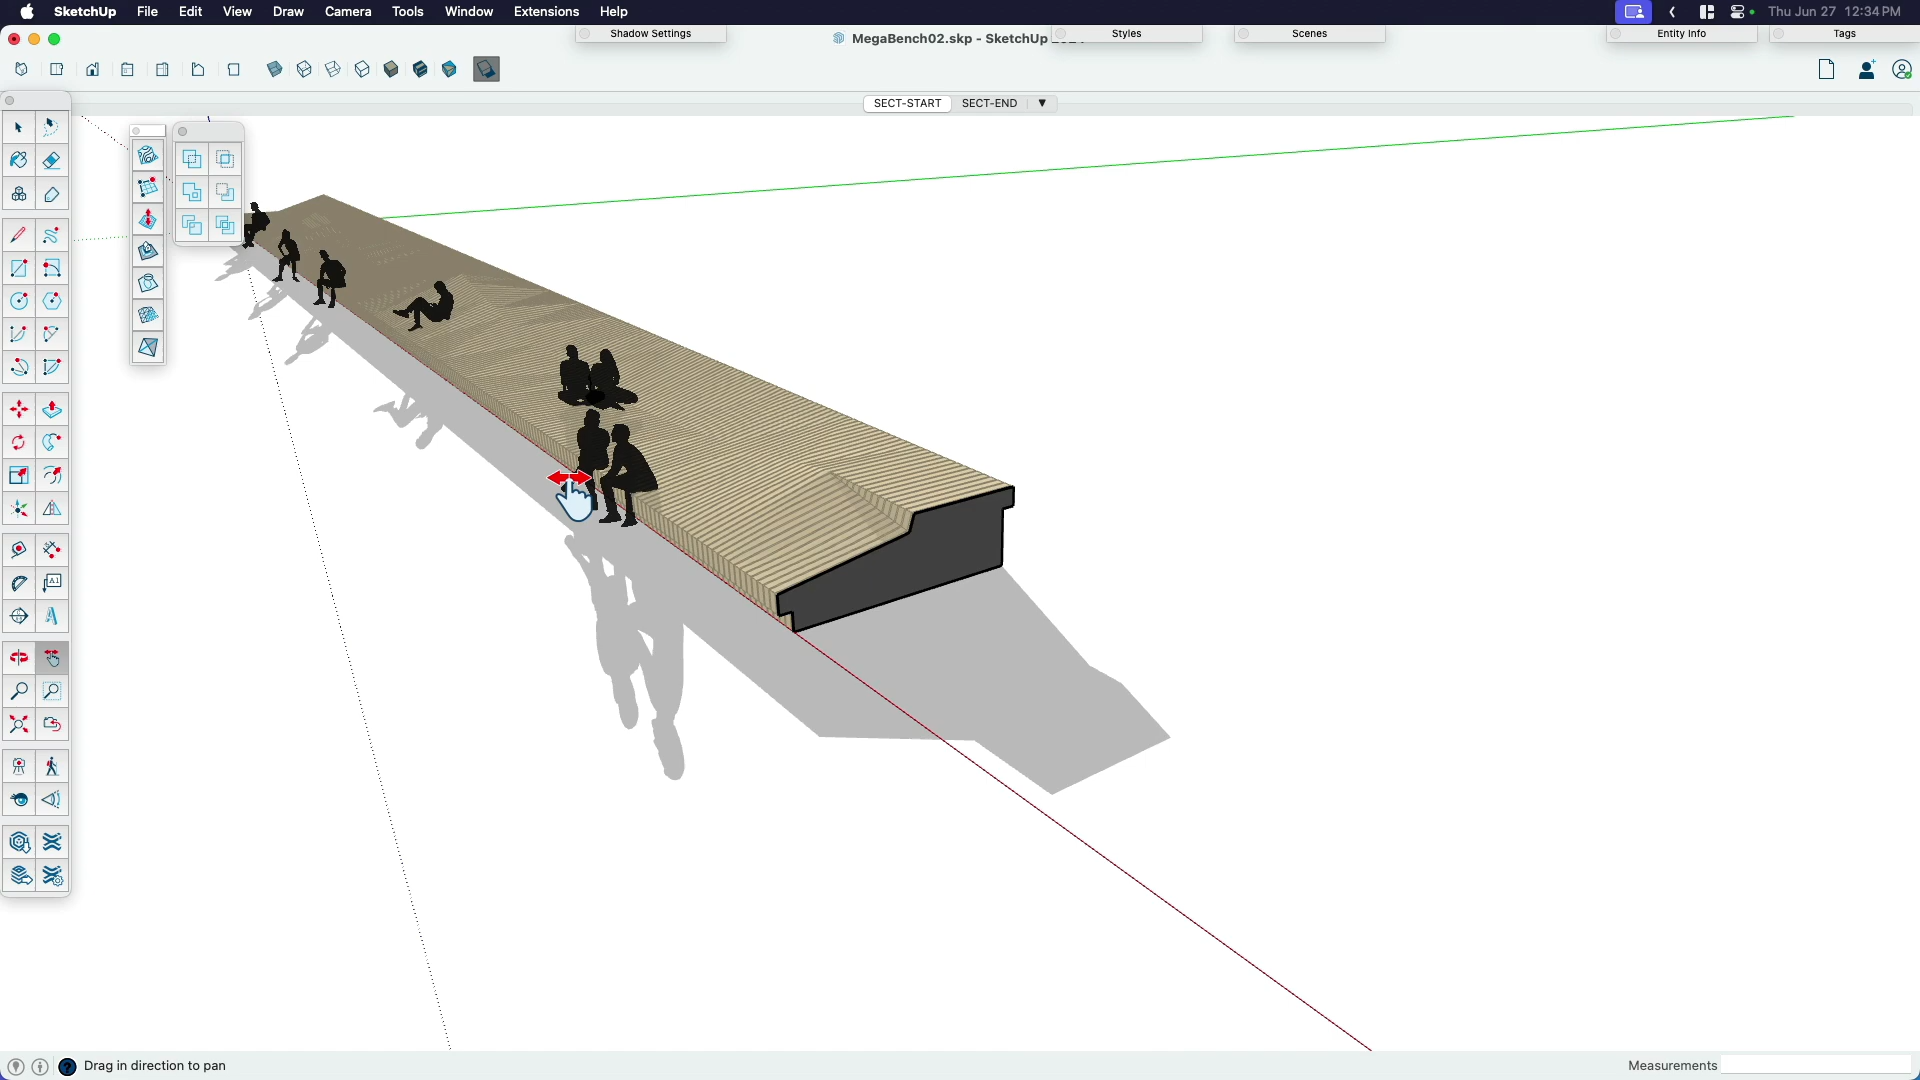 SketchUp File Edit View Draw Camera Tools Window Extensions Help Thu Jun 27 12:34 PM
Shadow Settings MegaBench02.skp - SketchUp Styles Scenes Entity Info Tags
SECT-START SECT-END
A1
Drag in direction to pan Measurements